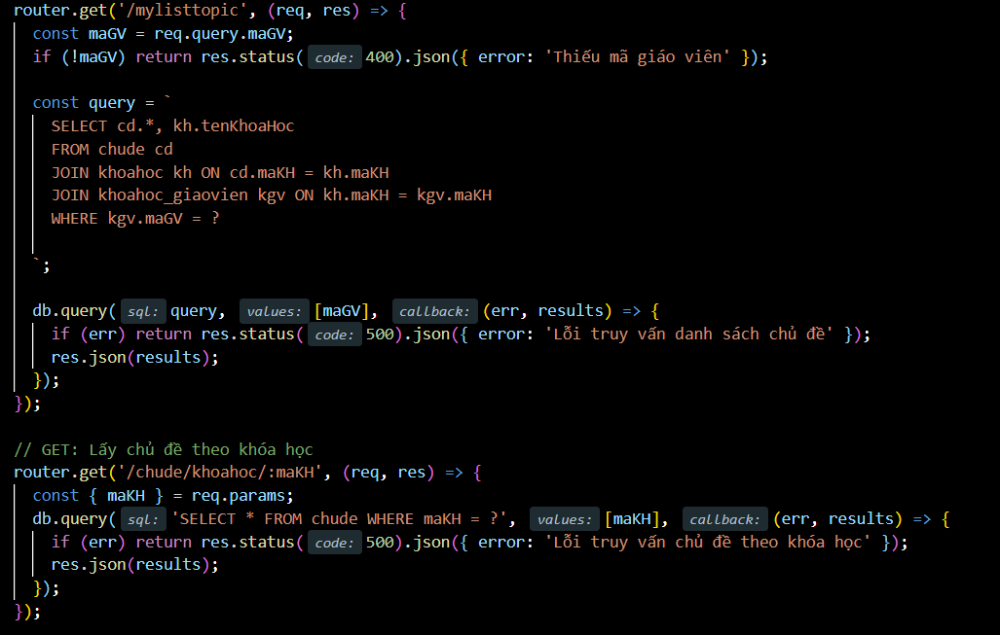 router.get('/mylisttopic', (req, res) => {
const maGV = req.query.maGV;
if (!maGV) return res.status( code: 400).json({ error: 'Thiếu mã giáo viên' });
const query = `
SELECT cd.*, kh.tenKhoaHoc
FROM chude cd
JOIN khoahoc kh ON cd.maKH = kh.maKH
JOIN khoahoc_giaovien kgv ON kh.maKH = kgv.maKH
WHERE kgv.maGV = ?
`;
db.query( sql: query, values: [maGV], callback: (err, results) => {
if (err) return res.status( code: 500).json({ error: 'Lỗi truy vấn danh sách chủ đề' });
res.json(results);
});
});
// GET: Lấy chủ đề theo khóa học
router.get('/chude/khoahoc/:maKH', (req, res) => {
const { maKH } = req.params;
db.query( sql: 'SELECT * FROM chude WHERE maKH = ?', values: [maKH], callback: (err, results) => {
if (err) return res.status( code: 500).json({ error: 'Lỗi truy vấn chủ đề theo khóa học' });
res.json(results);
});
});